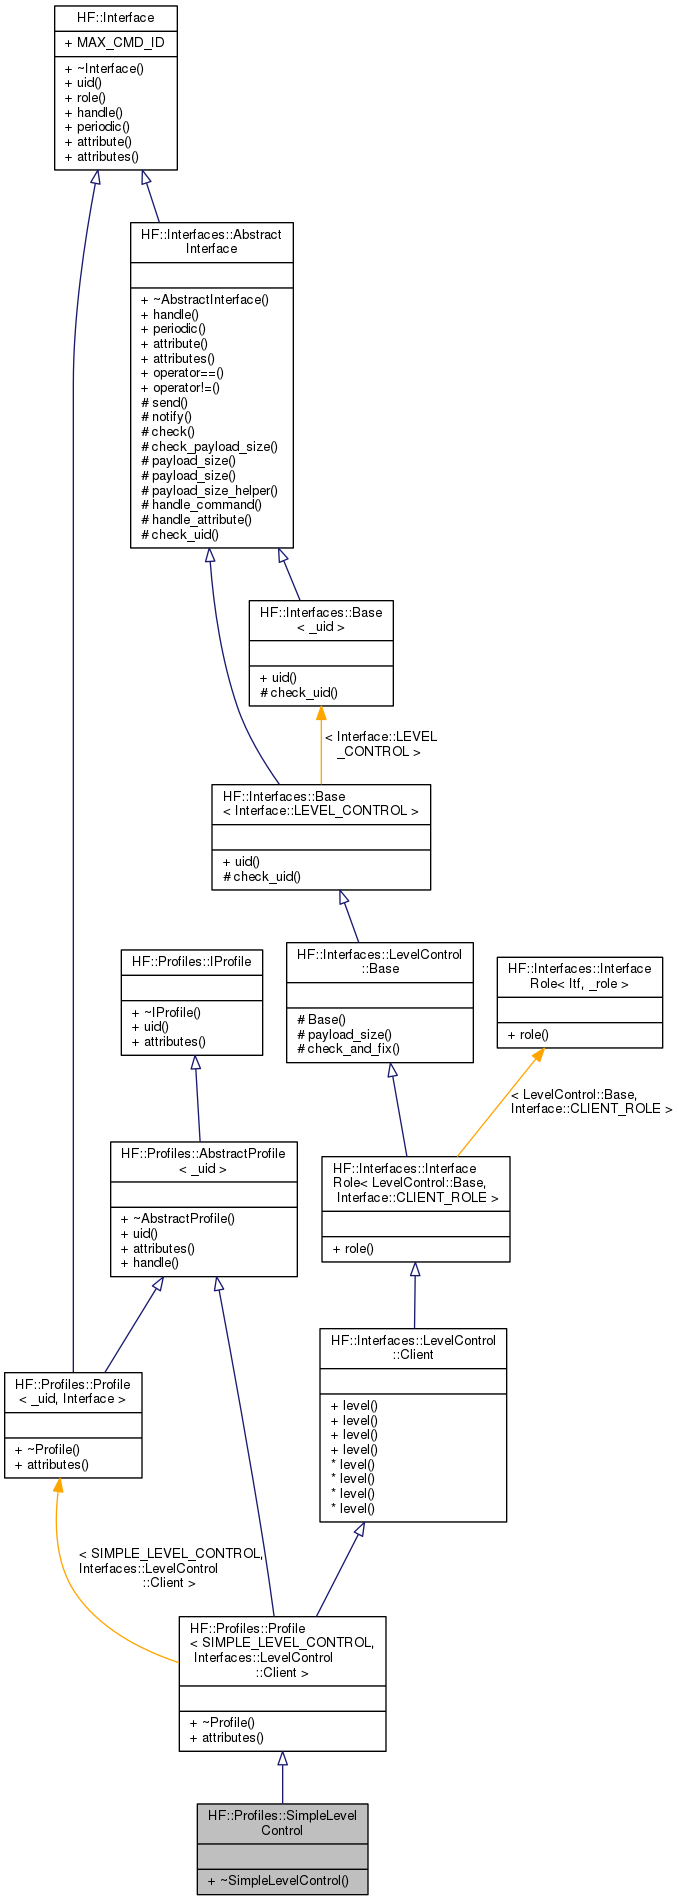 HF::Interface
+ MAX_CMD_ID
+ ~Interface()
+ uid()
+ role()
+ handle()
+ periodic()
+ attribute()
+ attributes()
HF::Interfaces::Abstract
Interface
+ ~AbstractInterface()
+ handle()
+ periodic()
+ attribute()
+ attributes()
+ operator==()
+ operator!=()
# send()
# notify()
# check()
# check_payload_size()
# payload_size()
# payload_size()
# payload_size_helper()
# handle_command()
# handle_attribute()
# check_uid()
HF::Interfaces::Base
< _uid >
+ uid()
# check_uid()
< Interface::LEVEL
_CONTROL >
HF::Interfaces::Base
< Interface::LEVEL_CONTROL >
+ uid()
# check_uid()
HF::Profiles::IProfile
+ ~IProfile()
+ uid()
+ attributes()
HF::Interfaces::LevelControl
::Base
# Base()
# payload_size()
# check_and_fix()
HF::Interfaces::Interface
Role< Itf, _role >
+ role()
< LevelControl::Base,
Interface::CLIENT_ROLE >
HF::Profiles::AbstractProfile
< _uid >
+ ~AbstractProfile()
+ uid()
+ attributes()
+ handle()
HF::Interfaces::Interface
Role< LevelControl::Base,
Interface::CLIENT_ROLE >
+ role()
HF::Interfaces::LevelControl
::Client
+ level()
+ level()
+ level()
+ level()
* level()
* level()
* level()
* level()
HF::Profiles::Profile
< _uid, Interface >
+ ~Profile()
+ attributes()
< SIMPLE_LEVEL_CONTROL,
Interfaces::LevelControl
::Client >
HF::Profiles::Profile
< SIMPLE_LEVEL_CONTROL,
Interfaces::LevelControl
::Client >
+ ~Profile()
+ attributes()
HF::Profiles::SimpleLevel
Control
+ ~SimpleLevelControl()